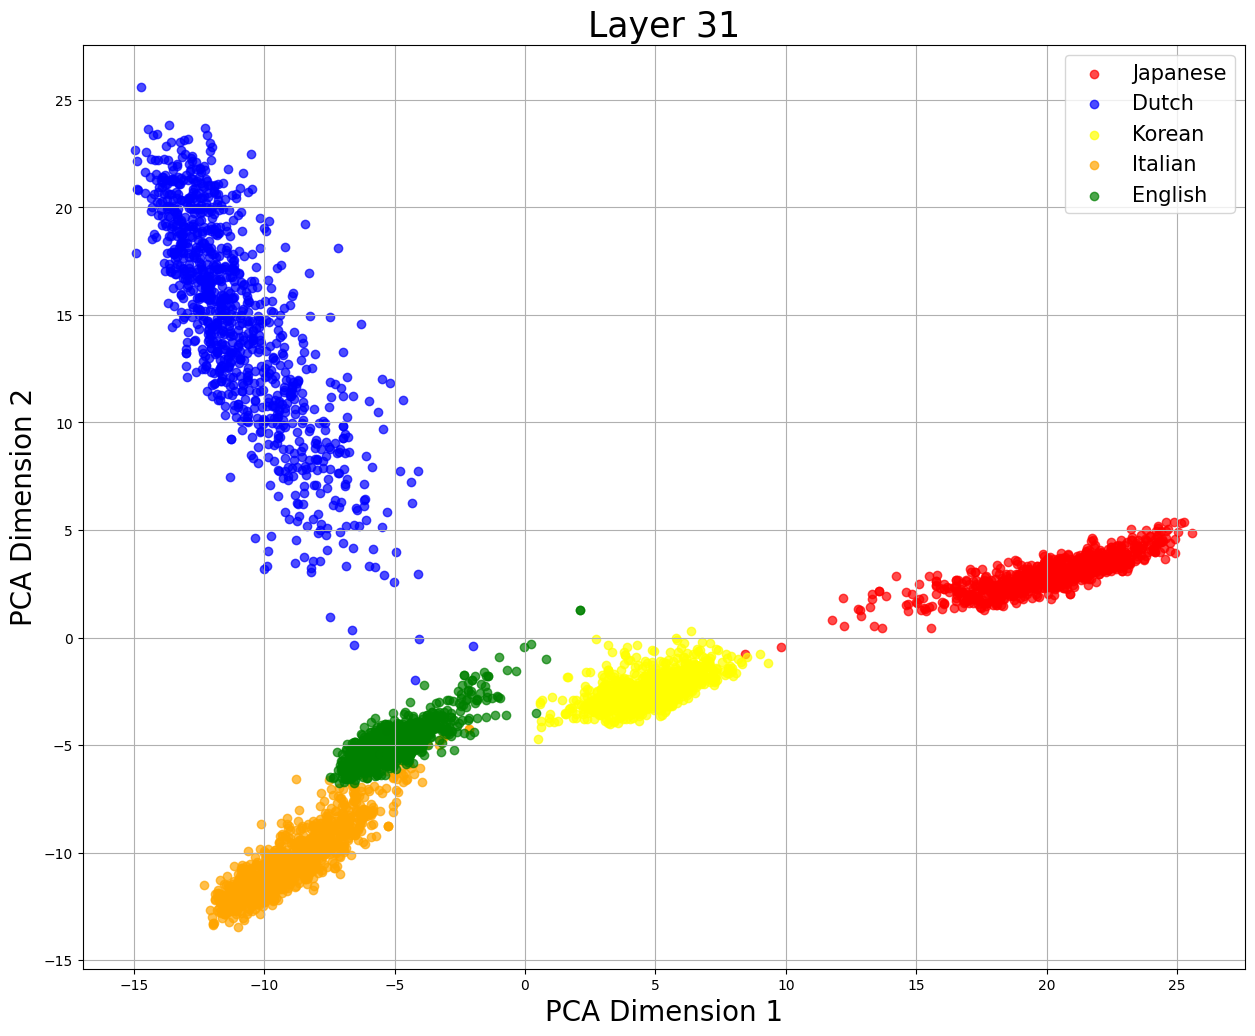 Layer 31
Japanese
Dutch
Korean
Italian
English
25
20
15
10
5
0
−5
−10
−15
PCA Dimension 2
−15 −10 −5 0 5 10 15 20 25
PCA Dimension 1